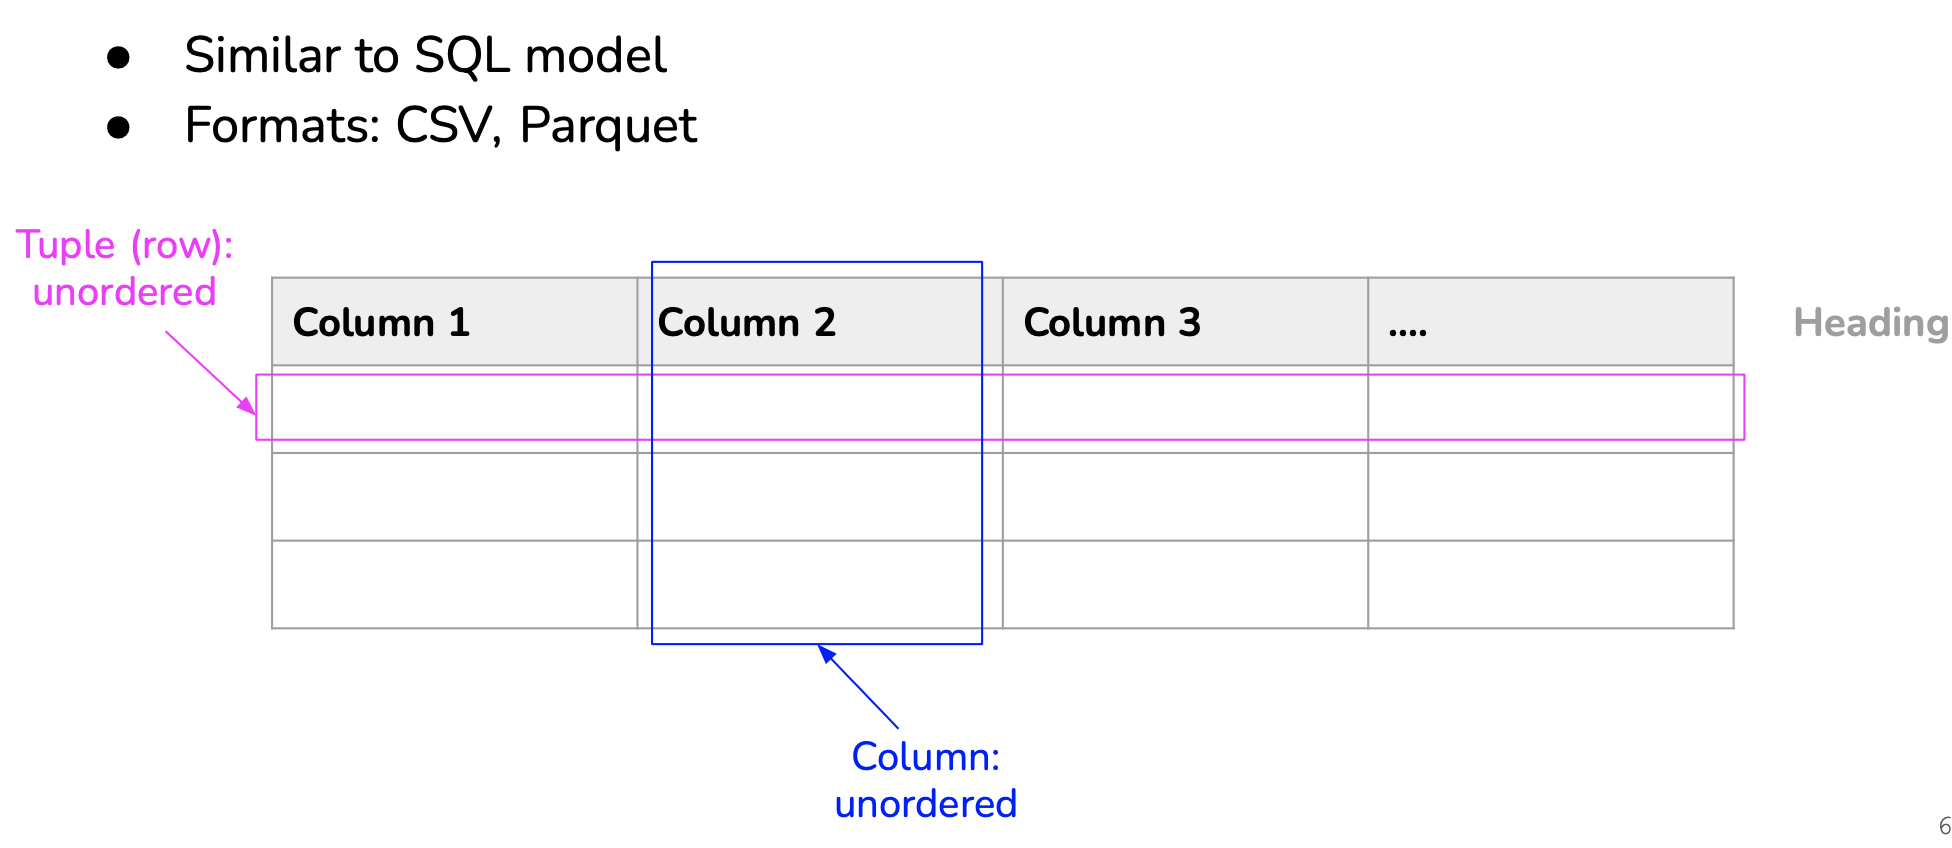 ● Similar to SQL model
● Formats: CSV, Parquet
Tuple (row):
unordered
Column 1 Column 2 Column 3 .... Heading
Column:
unordered
6